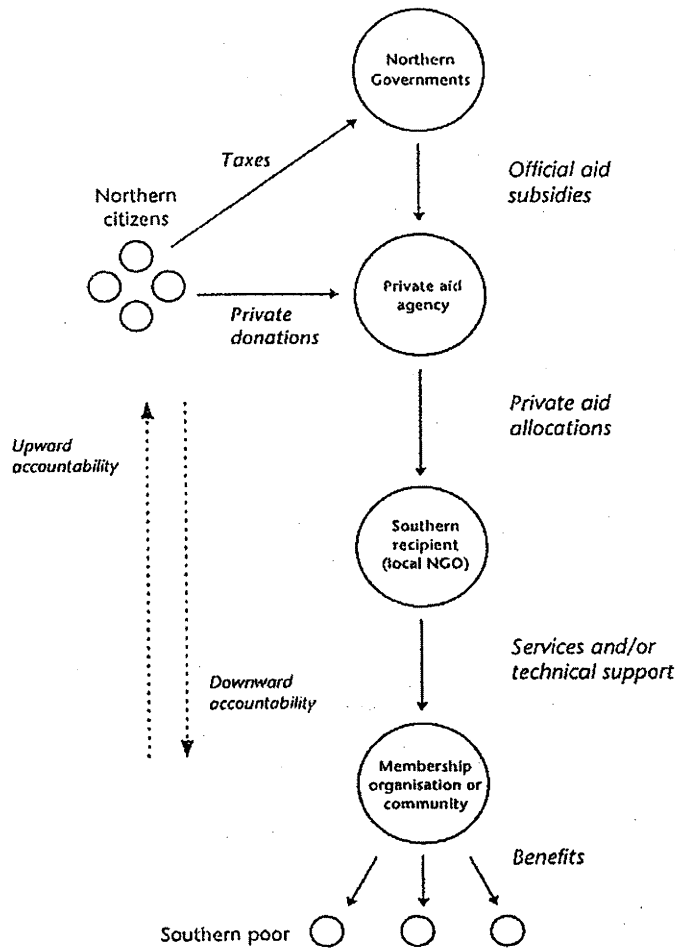 Northern
Governments
Taxes
Official aid
subsidies
Northern
citizens
Private aid
agency
Private
donations
Private aid
allocations
Upward
accountability
Southern
recipient
(local NGO)
Services and/or
technical support
Downward
accountability
Membership
organisation or
community
Benefits
Southern poor